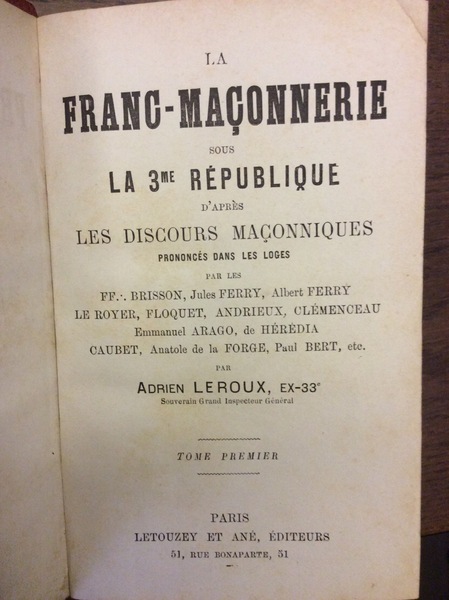 LA
FRANC-MAÇONNERIE
SOUS
LA 3ME RÉPUBLIQUE
D'APRÈS
LES DISCOURS MAÇONNIQUES
PRONONCÉS DANS LES LOGES
PAR LES
FF∴ BRISSON, Jules FERRY, Albert FERRY
LE ROYER, FLOQUET, ANDRIEUX, CLÉMENCEAU
Emmanuel ARAGO, de HÉRÉDIA
CAUBET, Anatole de la FORGE, Paul BERT, etc.
PAR
ADRIEN LEROUX, EX-33e
Souverain Grand Inspecteur Général
TOME PREMIER
PARIS
LETOUZEY ET ANÉ, ÉDITEURS
51, RUE BONAPARTE, 51